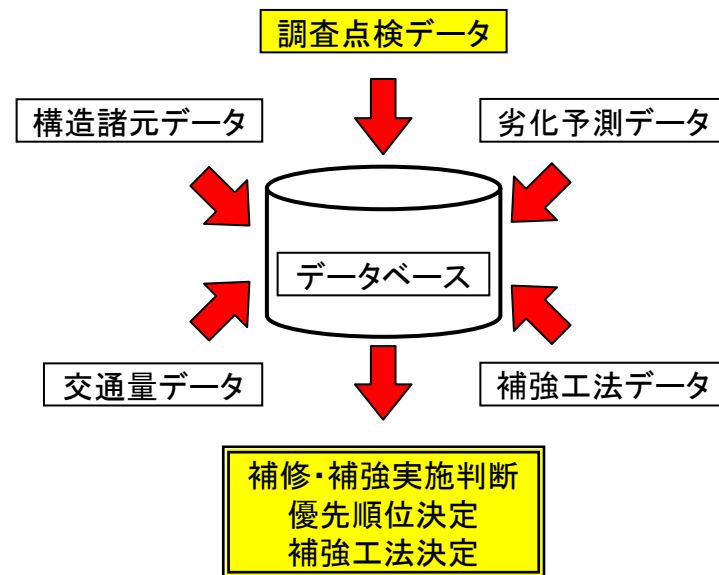 調査点検データ
構造諸元データ
劣化予測データ
データベース
交通量データ
補強工法データ
補修・補強実施判断
優先順位決定
補強工法決定